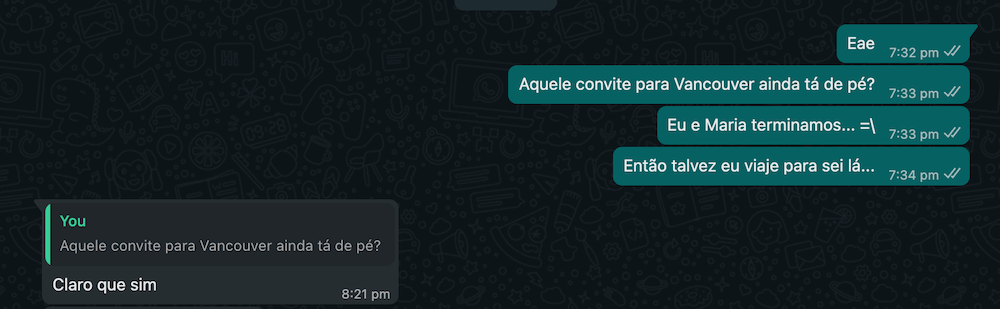 Eae 7:32 pm
Aquele convite para Vancouver ainda tá de pé? 7:33 pm
Eu e Maria terminamos... =\ 7:33 pm
Então talvez eu viaje para sei lá... 7:34 pm
You
Aquele convite para Vancouver ainda tá de pé?
Claro que sim 8:21 pm